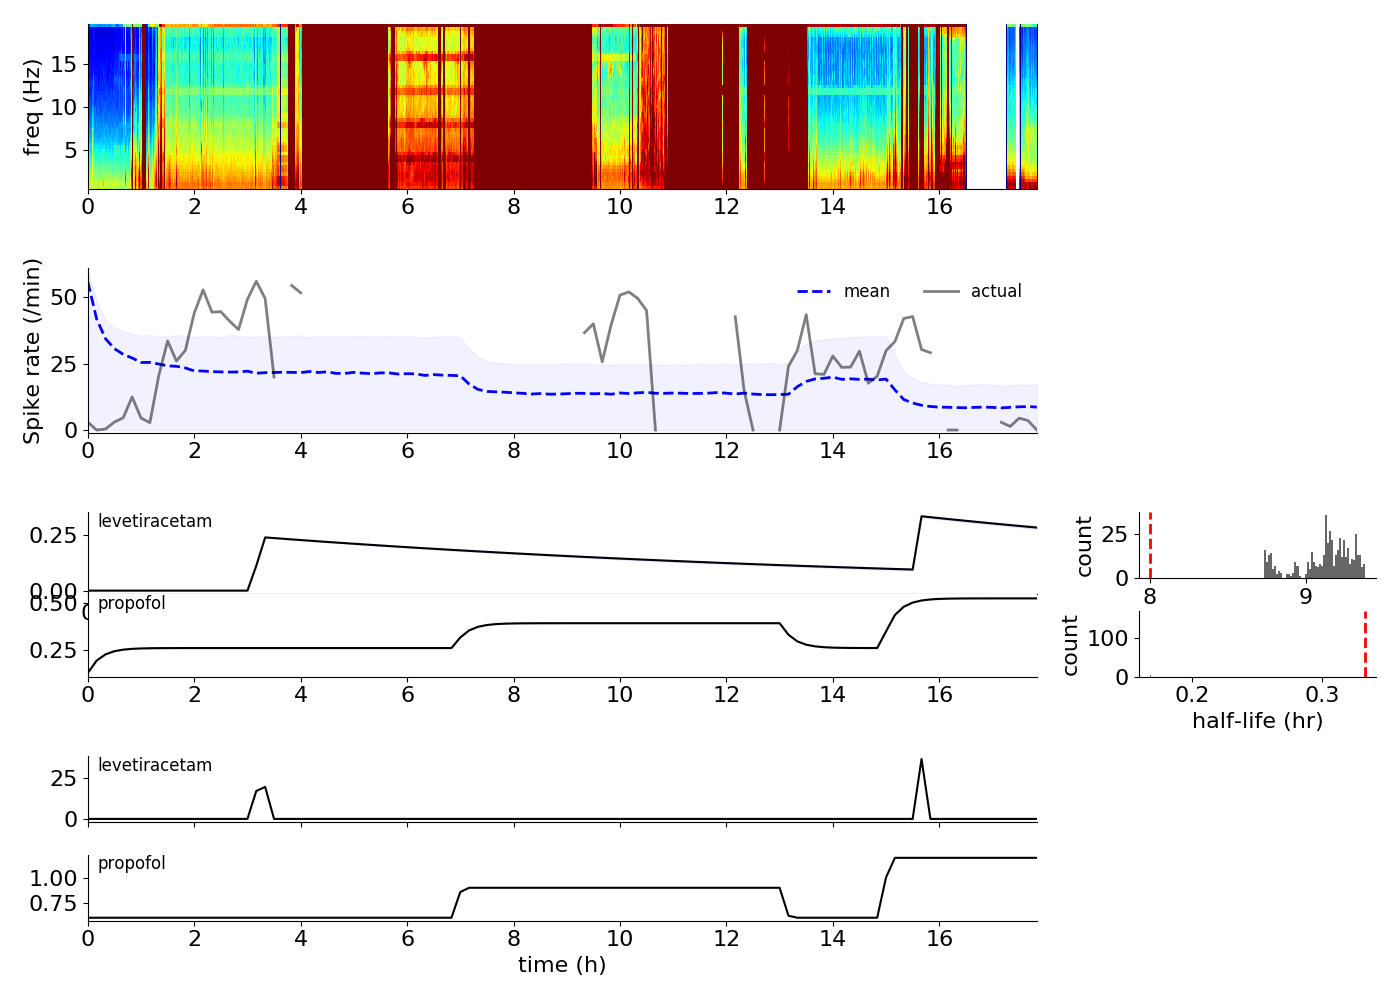 freq (Hz)
15
10
5
0 2 4 6 8 10 12 14 16
Spike rate (/min)
50
25
0
mean actual
0 2 4 6 8 10 12 14 16
levetiracetam
0.25
0.00
0
propofol
0.50
0.25
0 2 4 6 8 10 12 14 16
count
25
0
8 9
count
100
0
0.2 0.3
half-life (hr)
levetiracetam
25
0
propofol
1.00
0.75
0 2 4 6 8 10 12 14 16
time (h)